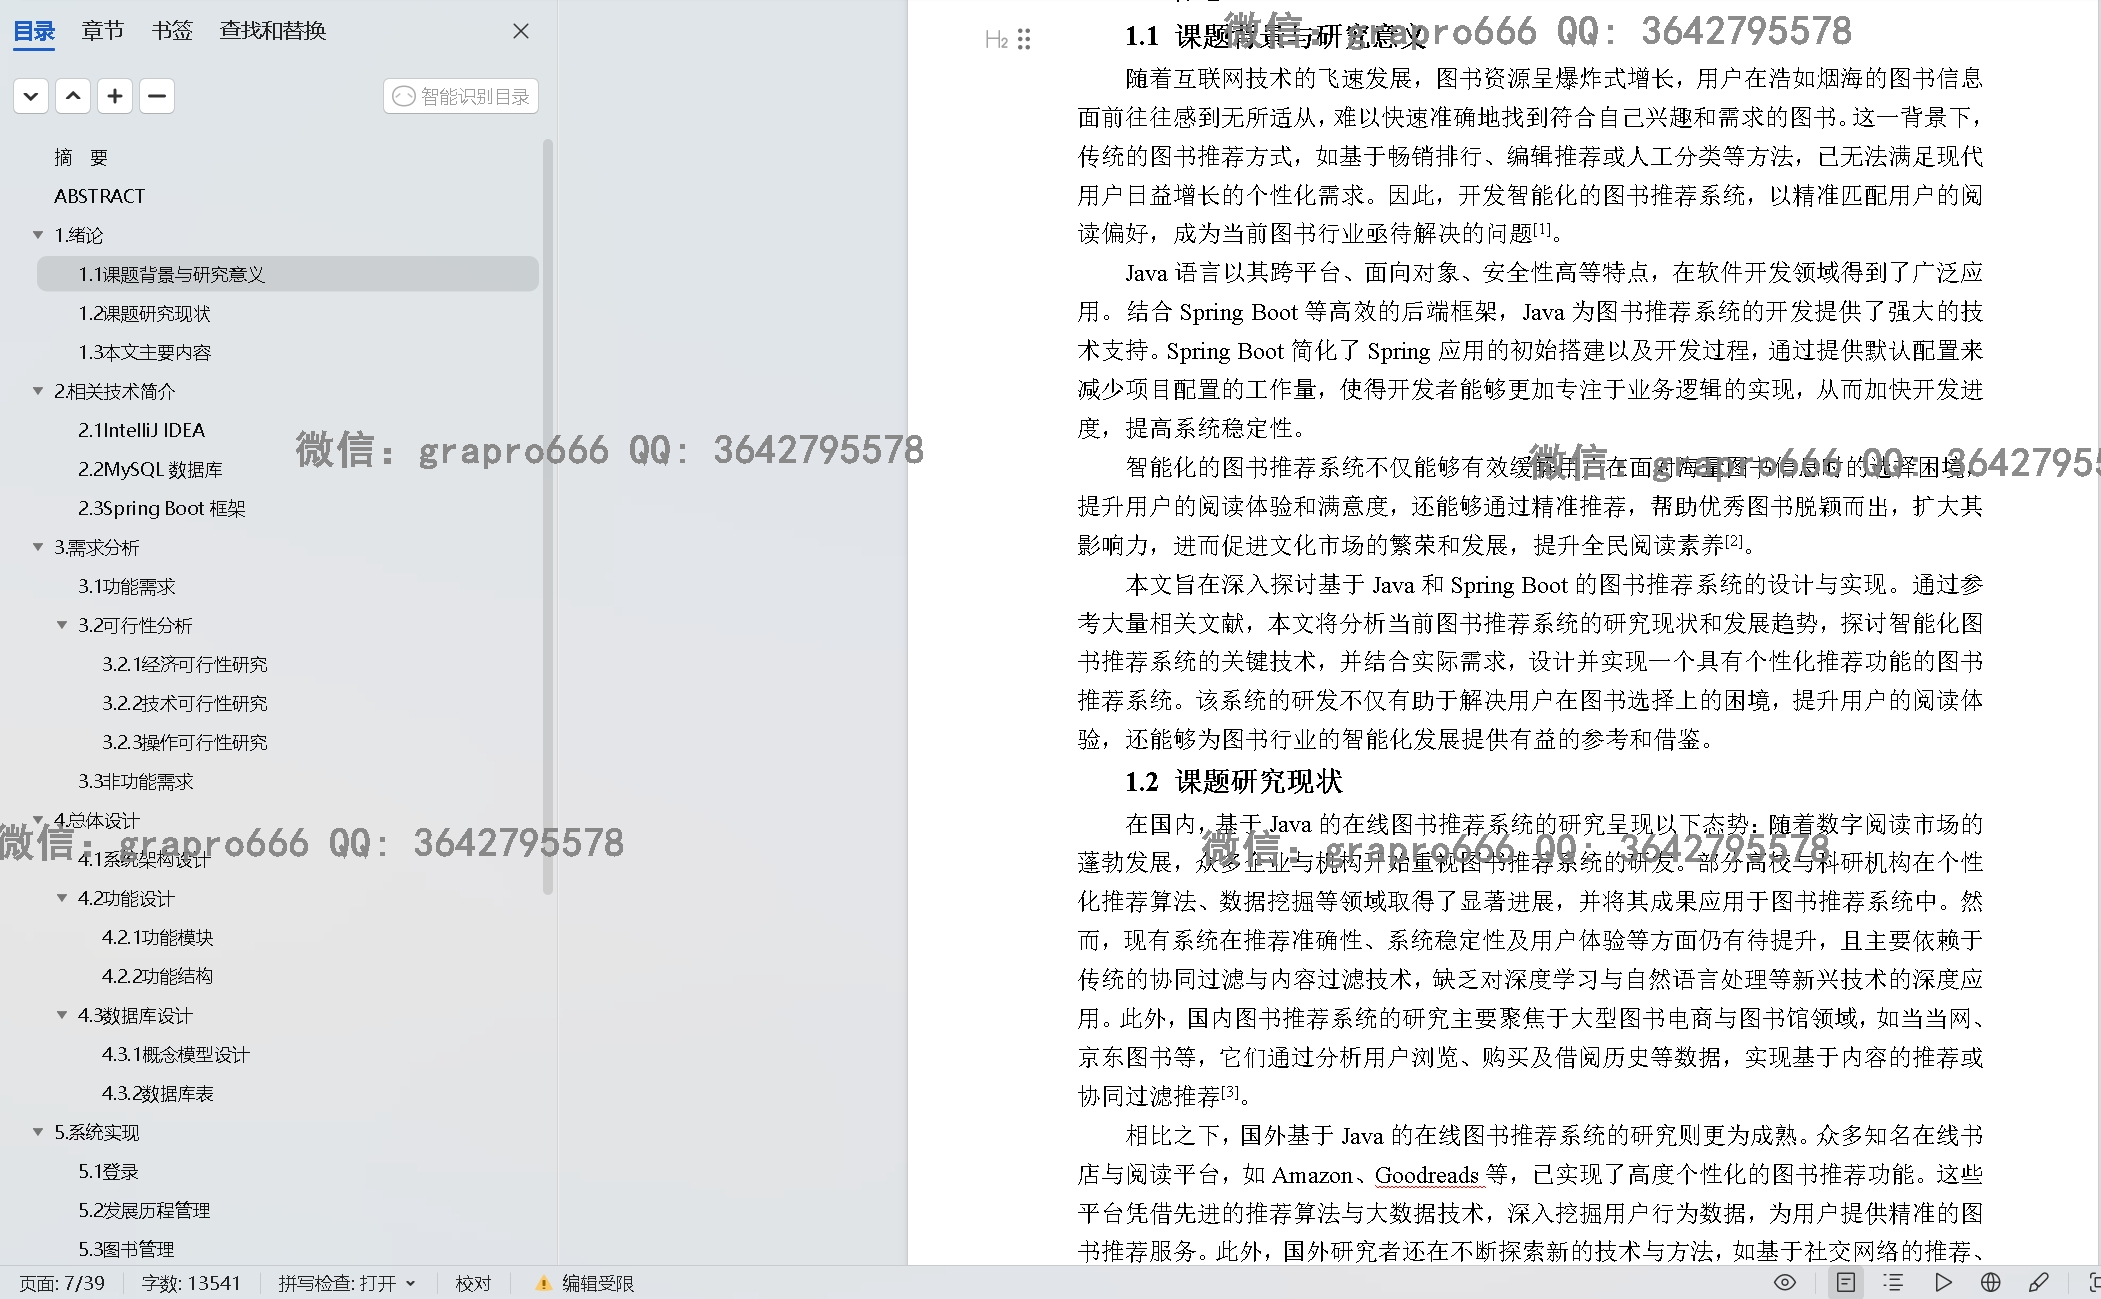 目录 章节 书签 查找和替换
智能识别目录
摘 要
ABSTRACT
1.绪论
1.1课题背景与研究意义
1.2课题研究现状
1.3本文主要内容
2.相关技术简介
2.1IntelliJ IDEA
2.2MySQL 数据库
2.3Spring Boot 框架
3.需求分析
3.1功能需求
3.2可行性分析
3.2.1经济可行性研究
3.2.2技术可行性研究
3.2.3操作可行性研究
3.3非功能需求
4.总体设计
4.1系统架构设计
4.2功能设计
4.2.1功能模块
4.2.2功能结构
4.3数据库设计
4.3.1概念模型设计
4.3.2数据库表
5.系统实现
5.1登录
5.2发展历程管理
5.3图书管理
微信: grapro666 QQ: 3642795578
微信: grapro666 QQ: 3642795578
H2
1.1 课题背景与研究意义
微信: grapro666 QQ: 3642795578
随着互联网技术的飞速发展，图书资源呈爆炸式增长，用户在浩如烟海的图书信息
面前往往感到无所适从，难以快速准确地找到符合自己兴趣和需求的图书。这一背景下，
传统的图书推荐方式，如基于畅销排行、编辑推荐或人工分类等方法，已无法满足现代
用户日益增长的个性化需求。因此，开发智能化的图书推荐系统，以精准匹配用户的阅
读偏好，成为当前图书行业亟待解决的问题[1]。
Java 语言以其跨平台、面向对象、安全性高等特点，在软件开发领域得到了广泛应
用。结合 Spring Boot 等高效的后端框架，Java 为图书推荐系统的开发提供了强大的技
术支持。Spring Boot 简化了 Spring 应用的初始搭建以及开发过程，通过提供默认配置来
减少项目配置的工作量，使得开发者能够更加专注于业务逻辑的实现，从而加快开发进
度，提高系统稳定性。
智能化的图书推荐系统不仅能够有效缓解用户在面对海量图书信息时的选择困境，
微信: grapro666 QQ: 36427955
提升用户的阅读体验和满意度，还能够通过精准推荐，帮助优秀图书脱颖而出，扩大其
影响力，进而促进文化市场的繁荣和发展，提升全民阅读素养[2]。
本文旨在深入探讨基于 Java 和 Spring Boot 的图书推荐系统的设计与实现。通过参
考大量相关文献，本文将分析当前图书推荐系统的研究现状和发展趋势，探讨智能化图
书推荐系统的关键技术，并结合实际需求，设计并实现一个具有个性化推荐功能的图书
推荐系统。该系统的研发不仅有助于解决用户在图书选择上的困境，提升用户的阅读体
验，还能够为图书行业的智能化发展提供有益的参考和借鉴。
1.2 课题研究现状
在国内，基于 Java 的在线图书推荐系统的研究呈现以下态势：随着数字阅读市场的
蓬勃发展，众多企业与机构开始重视图书推荐系统的研发。部分高校与科研机构在个性
微信: grapro666 QQ: 3642795578
化推荐算法、数据挖掘等领域取得了显著进展，并将其成果应用于图书推荐系统中。然
而，现有系统在推荐准确性、系统稳定性及用户体验等方面仍有待提升，且主要依赖于
传统的协同过滤与内容过滤技术，缺乏对深度学习与自然语言处理等新兴技术的深度应
用。此外，国内图书推荐系统的研究主要聚焦于大型图书电商与图书馆领域，如当当网、
京东图书等，它们通过分析用户浏览、购买及借阅历史等数据，实现基于内容的推荐或
协同过滤推荐[3]。
相比之下，国外基于 Java 的在线图书推荐系统的研究则更为成熟。众多知名在线书
店与阅读平台，如 Amazon、Goodreads 等，已实现了高度个性化的图书推荐功能。这些
平台凭借先进的推荐算法与大数据技术，深入挖掘用户行为数据，为用户提供精准的图
书推荐服务。此外，国外研究者还在不断探索新的技术与方法，如基于社交网络的推荐、
页面: 7/39 字数: 13541 拼写检查: 打开 校对 编辑受限